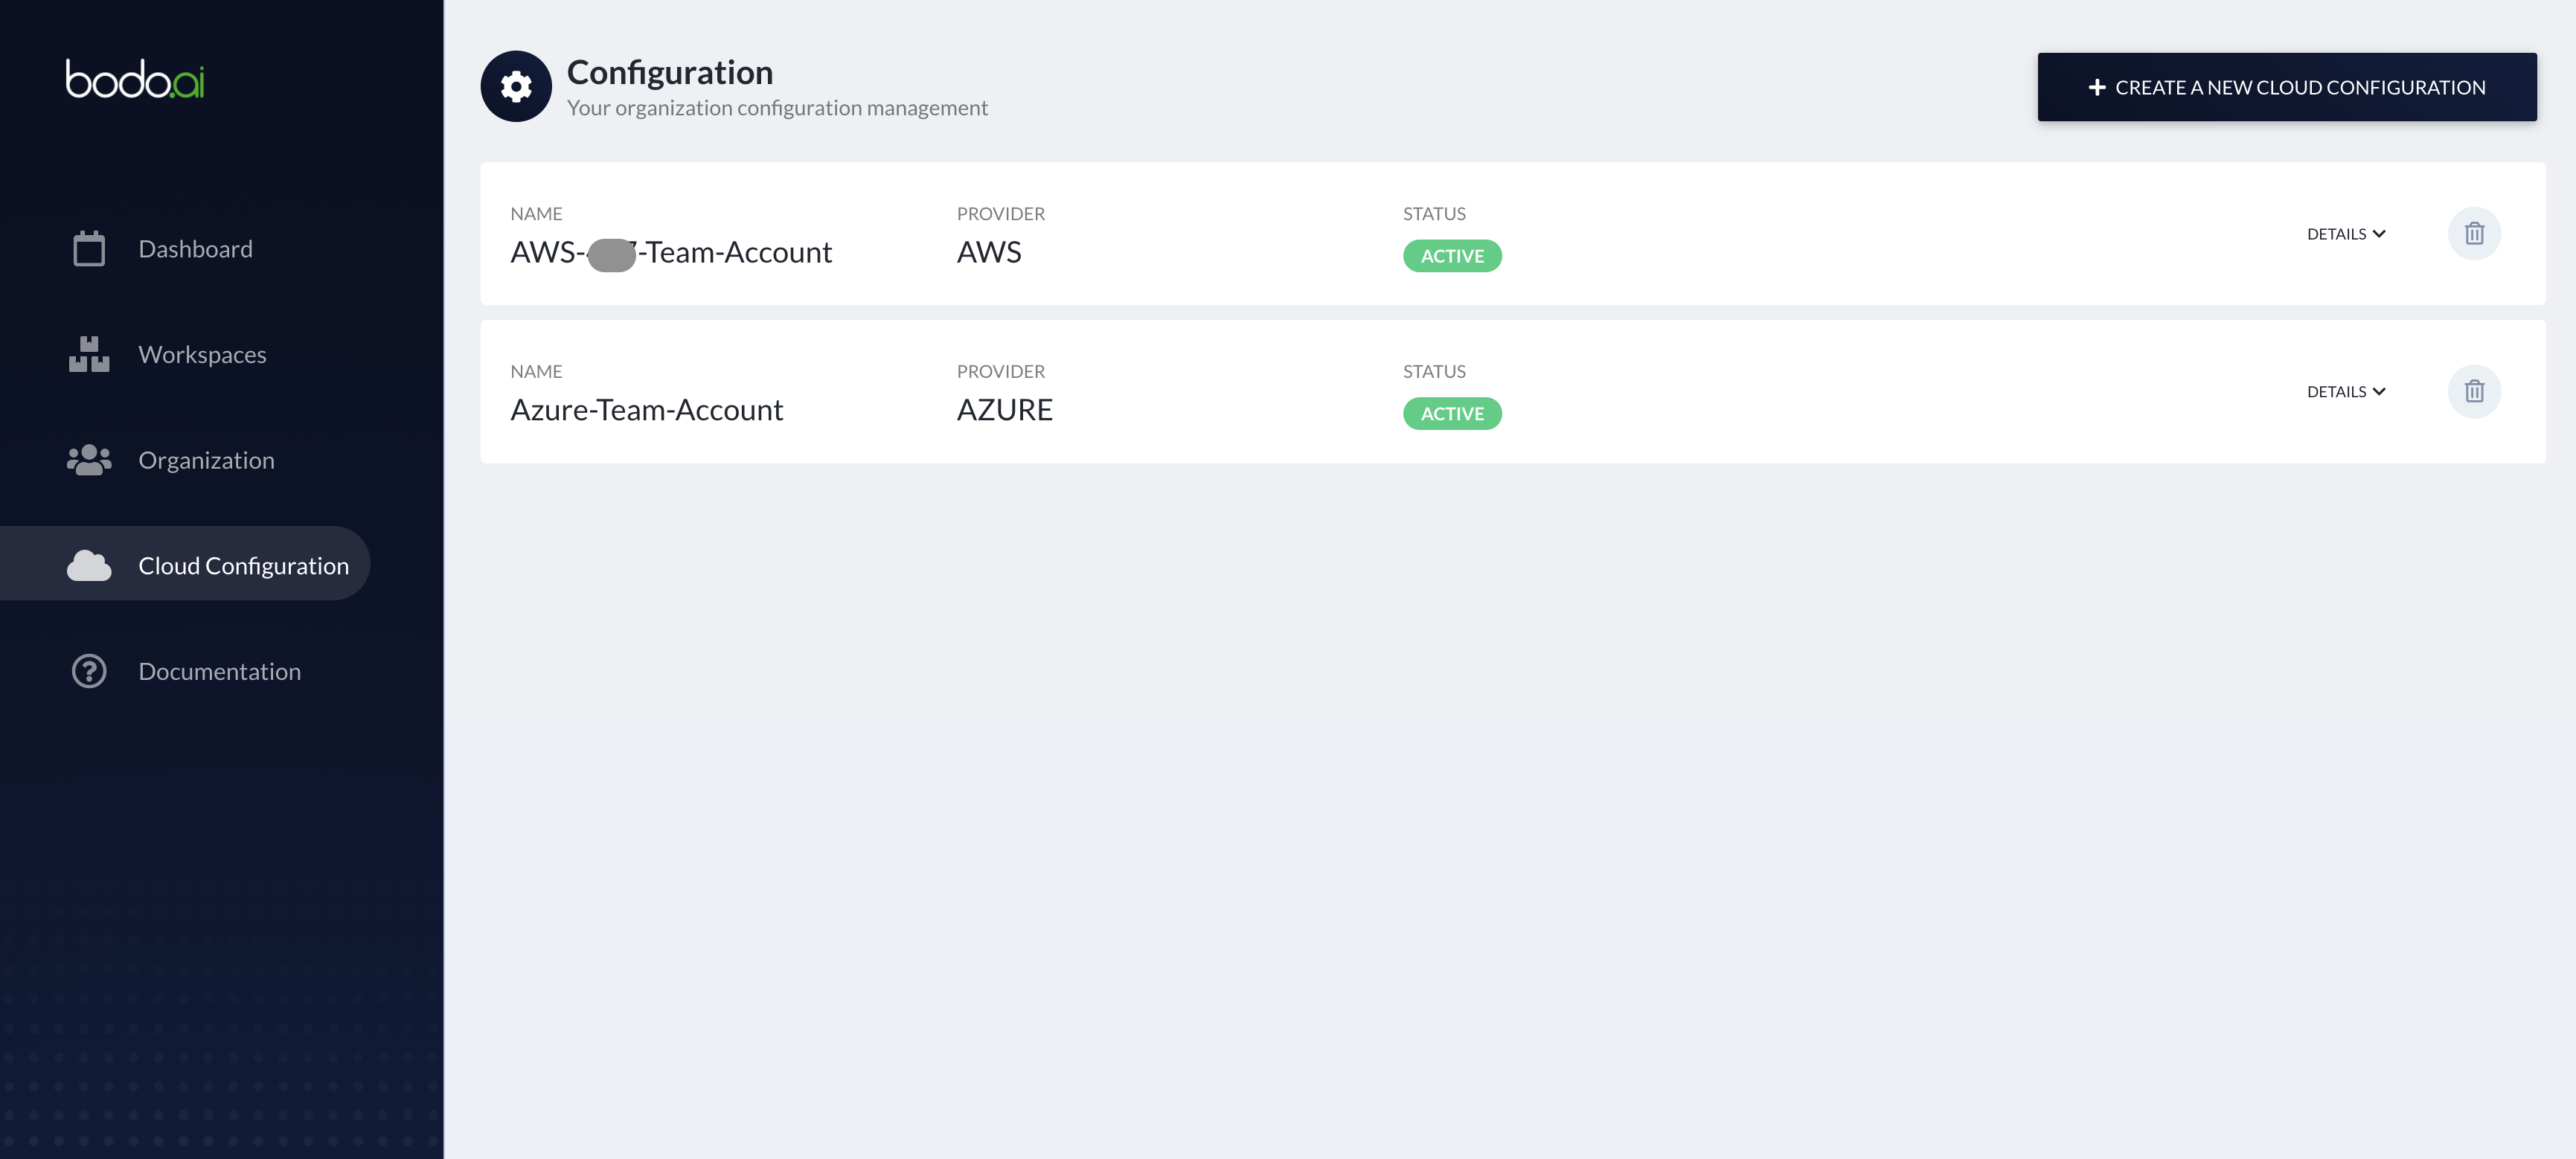 bodo.ai
Dashboard
Workspaces
Organization
Cloud Configuration
Documentation
Configuration
Your organization configuration management
+ CREATE A NEW CLOUD CONFIGURATION
NAME
PROVIDER
STATUS
AWS- -Team-Account
AWS
ACTIVE
DETAILS
NAME
PROVIDER
STATUS
Azure-Team-Account
AZURE
ACTIVE
DETAILS